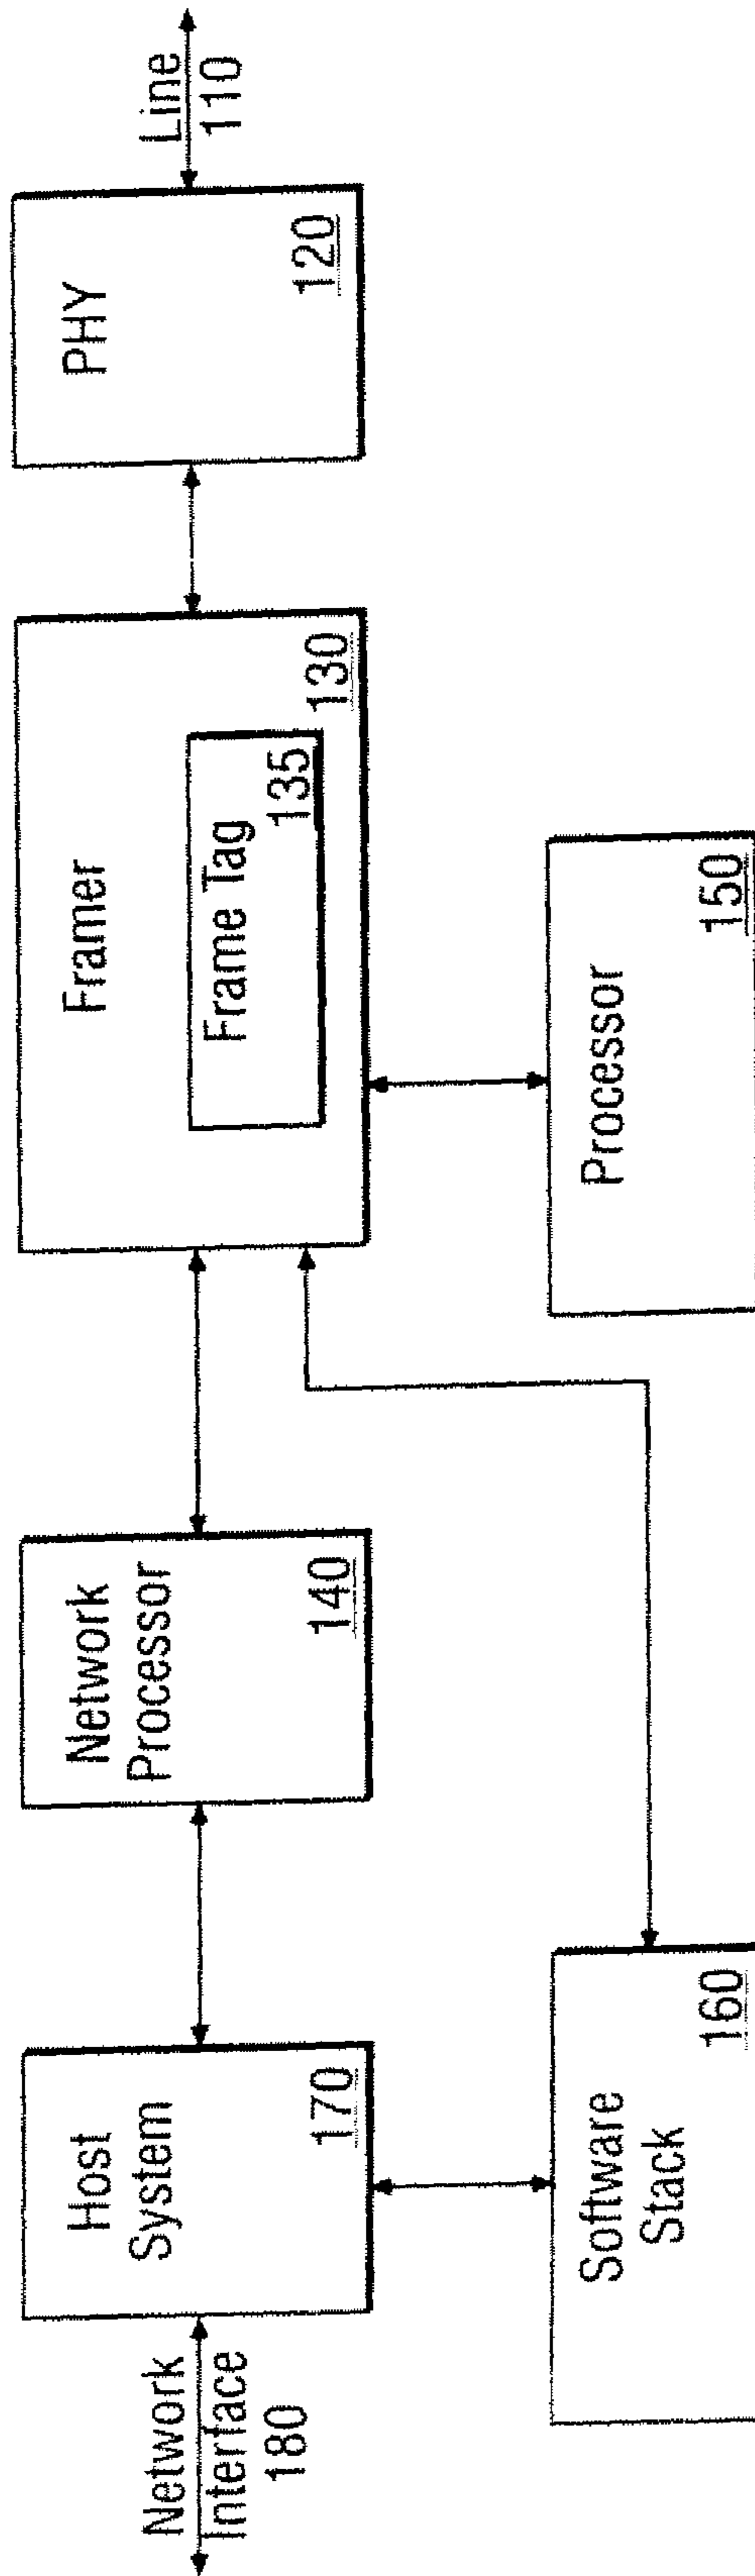 Network
Interface
180
Host
System
170
Network
Processor
140
Framer
130
Frame Tag
135
PHY
120
Line
110
Software
Stack
160
Processor
150